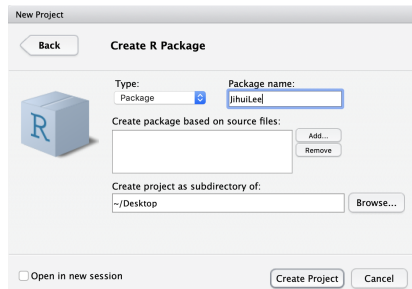 New Project
Back
Create R Package
Type:
Package name:
Package
JihuiLee
Create package based on source files:
Add...
Remove
Create project as subdirectory of:
~/Desktop
Browse...
Open in new session
Create Project
Cancel
R